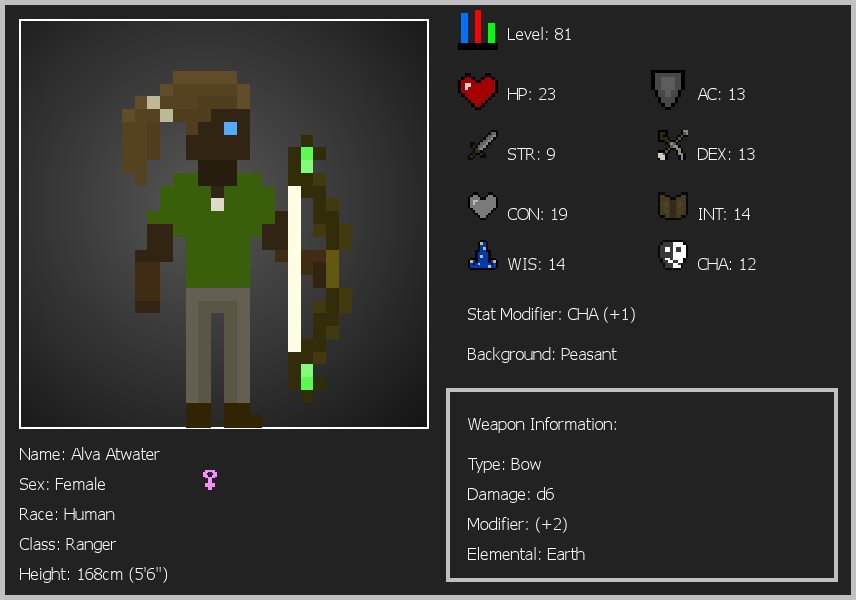 Level: 81
HP: 23
AC: 13
STR: 9
DEX: 13
CON: 19
INT: 14
WIS: 14
CHA: 12
Stat Modifier: CHA (+1)
Background: Peasant
Name: Alva Atwater
Sex: Female
Race: Human
Class: Ranger
Height: 168cm (5'6")
Weapon Information:
Type: Bow
Damage: d6
Modifier: (+2)
Elemental: Earth